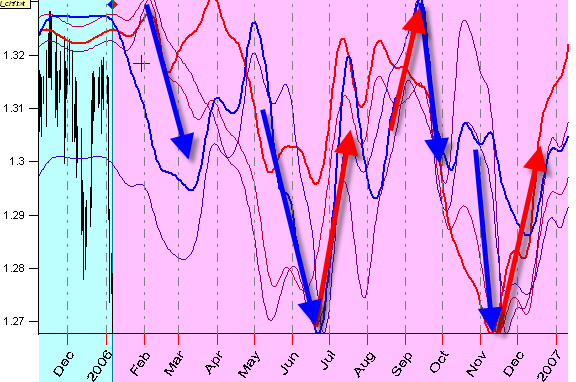 1.32
1.31
1.3
1.29
1.28
1.27
Dec
2006
Feb
Mar
Apr
May
Jun
Jul
Aug
Sep
Oct
Nov
Dec
2007